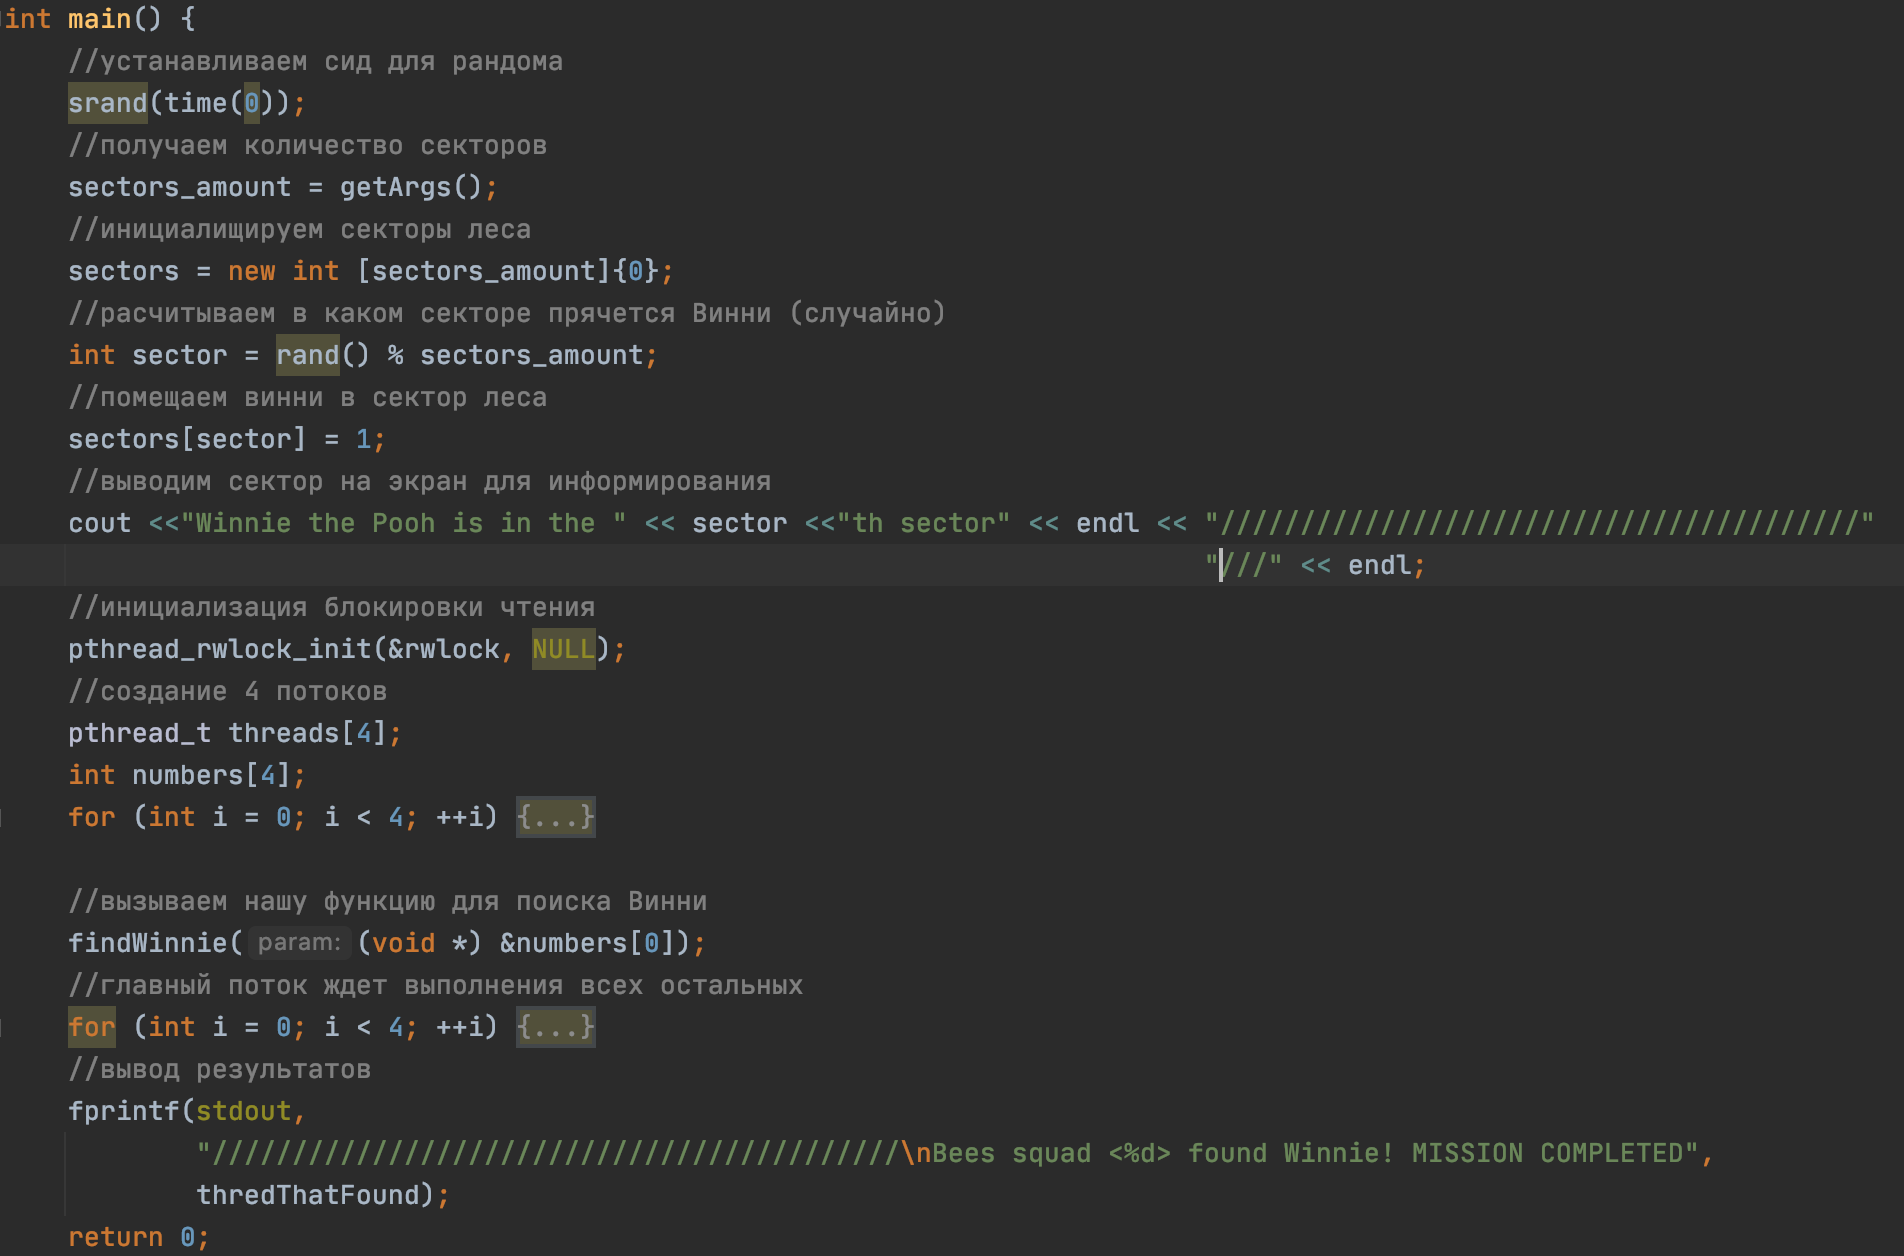 int main() {
//устанавливаем сид для рандома
srand(time(0));
//получаем количество секторов
sectors_amount = getArgs();
//инициалищируем секторы леса
sectors = new int [sectors_amount]{0};
//расчитываем в каком секторе прячется Винни (случайно)
int sector = rand() % sectors_amount;
//помещаем винни в сектор леса
sectors[sector] = 1;
//выводим сектор на экран для информирования
cout <<"Winnie the Pooh is in the " << sector <<"th sector" << endl << "////////////////////////////////////////"
"///" << endl;
//инициализация блокировки чтения
pthread_rwlock_init(&rwlock, NULL);
//создание 4 потоков
pthread_t threads[4];
int numbers[4];
for (int i = 0; i < 4; ++i) {...}
//вызываем нашу функцию для поиска Винни
findWinnie( param: (void *) &numbers[0]);
//главный поток ждет выполнения всех остальных
for (int i = 0; i < 4; ++i) {...}
//вывод результатов
fprintf(stdout,
"///////////////////////////////////////////\nBees squad <%d> found Winnie! MISSION COMPLETED",
thredThatFound);
return 0;